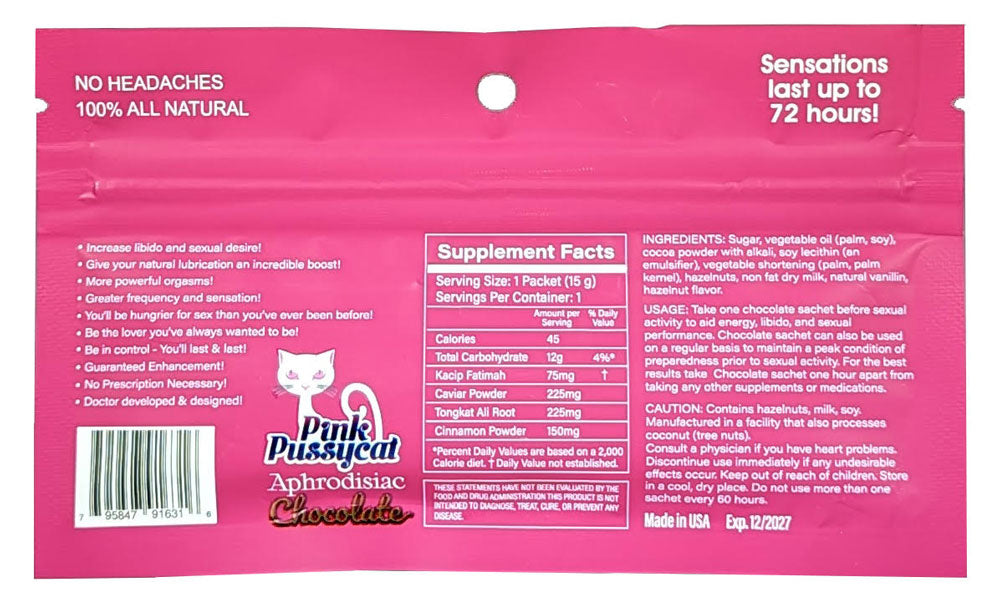 NO HEADACHES
100% ALL NATURAL
Sensations
last up to
72 hours!
• Increase libido and sexual desire!
• Give your natural lubrication an incredible boost!
• More powerful orgasms!
• Greater frequency and sensation!
• You'll be hungrier for sex than you've ever been before!
• Be the lover you've always wanted to be!
• Be in control - You'll last & last!
• Guaranteed Enhancement!
• No Prescription Necessary!
• Doctor developed & designed!
7 95847 91631 6
Pink
Pussycat
Aphrodisiac
Chocolate
Supplement Facts
Serving Size: 1 Packet (15 g)
Servings Per Container: 1
Amount per Serving % Daily Value
Calories 45
Total Carbohydrate 12g 4%*
Kacip Fatimah 75mg †
Caviar Powder 225mg
Tongkat Ali Root 225mg
Cinnamon Powder 150mg
*Percent Daily Values are based on a 2,000
Calorie diet. † Daily Value not established.
THESE STATEMENTS HAVE NOT BEEN EVALUATED BY THE
FOOD AND DRUG ADMINISTRATION THIS PRODUCT IS NOT
INTENDED TO DIAGNOSE, TREAT, CURE, OR PREVENT ANY
DISEASE.
INGREDIENTS: Sugar, vegetable oil (palm, soy),
cocoa powder with alkali, soy lecithin (an
emulsifier), vegetable shortening (palm, palm
kernel), hazelnuts, non fat dry milk, natural vanillin,
hazelnut flavor.
USAGE: Take one chocolate sachet before sexual
activity to aid energy, libido, and sexual
performance. Chocolate sachet can also be used
on a regular basis to maintain a peak condition of
preparedness prior to sexual activity. For the best
results take Chocolate sachet one hour apart from
taking any other supplements or medications.
CAUTION: Contains hazelnuts, milk, soy.
Manufactured in a facility that also processes
coconut (tree nuts).
Consult a physician if you have heart problems.
Discontinue use immediately if any undesirable
effects occur. Keep out of reach of children. Store
in a cool, dry place. Do not use more than one
sachet every 60 hours.
Made in USA Exp. 12/2027